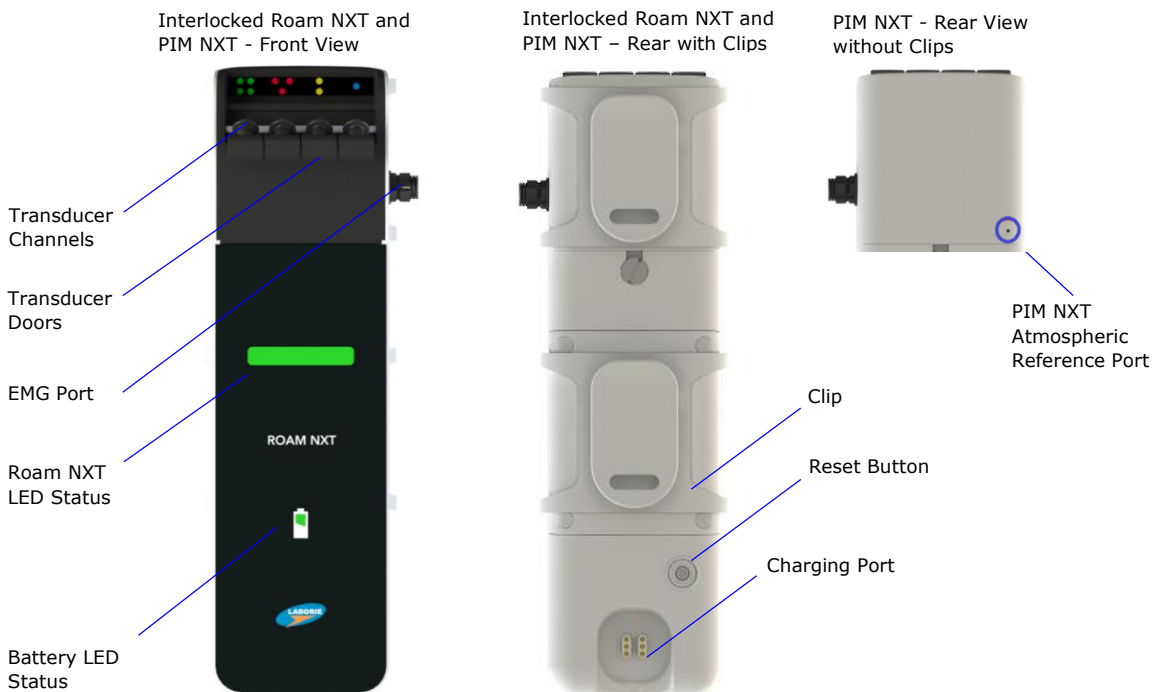 Interlocked Roam NXT and
PIM NXT - Front View
Interlocked Roam NXT and
PIM NXT – Rear with Clips
PIM NXT - Rear View
without Clips
Transducer
Channels
Transducer
Doors
EMG Port
Roam NXT
LED Status
Battery LED
Status
ROAM NXT
LABORIE
Clip
Reset Button
Charging Port
PIM NXT
Atmospheric
Reference Port